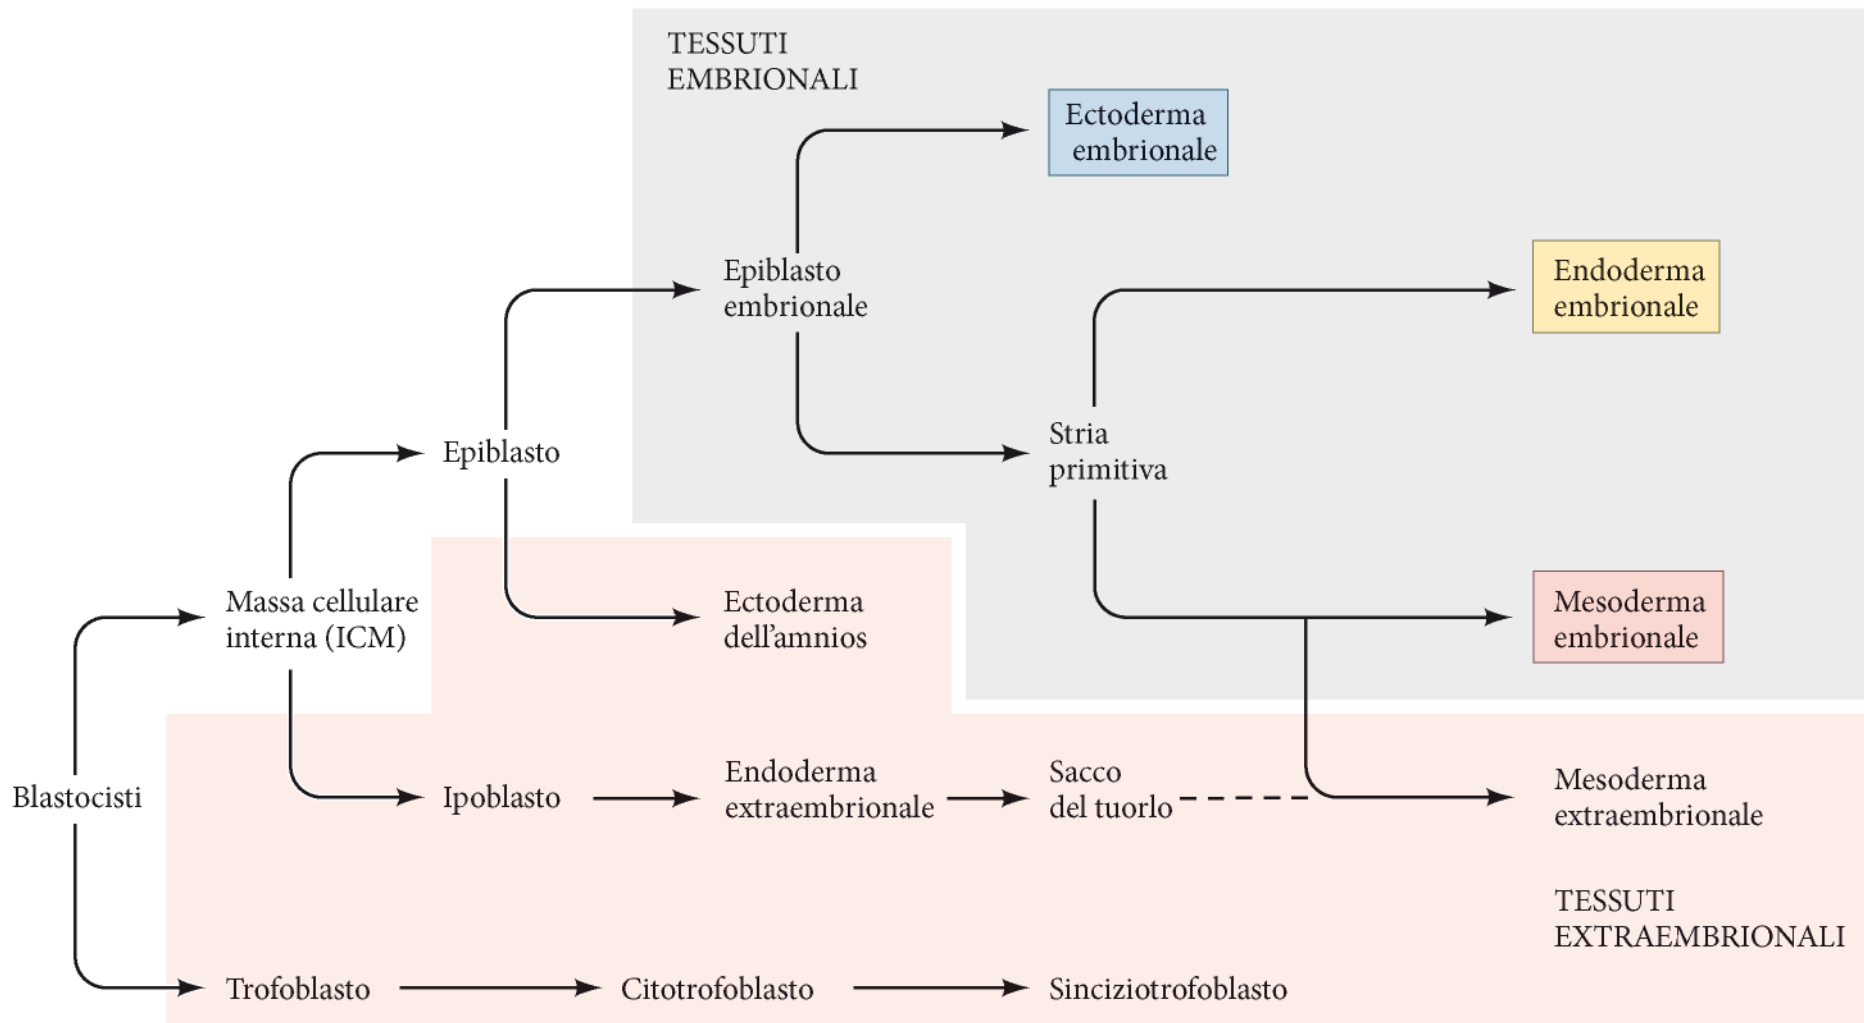 TESSUTI
EMBRIONALI
Ectoderma
embrionale
Epiblasto
embrionale
Endoderma
embrionale
Epiblasto
Stria
primitiva
Massa cellulare
interna (ICM)
Ectoderma
dell'amnios
Mesoderma
embrionale
Blastocisti
Ipoblasto
Endoderma
extraembrionale
Sacco
del tuorlo
Mesoderma
extraembrionale
TESSUTI
EXTRAEMBRIONALI
Trofoblasto
Citotrofoblasto
Sinciziotrofoblasto